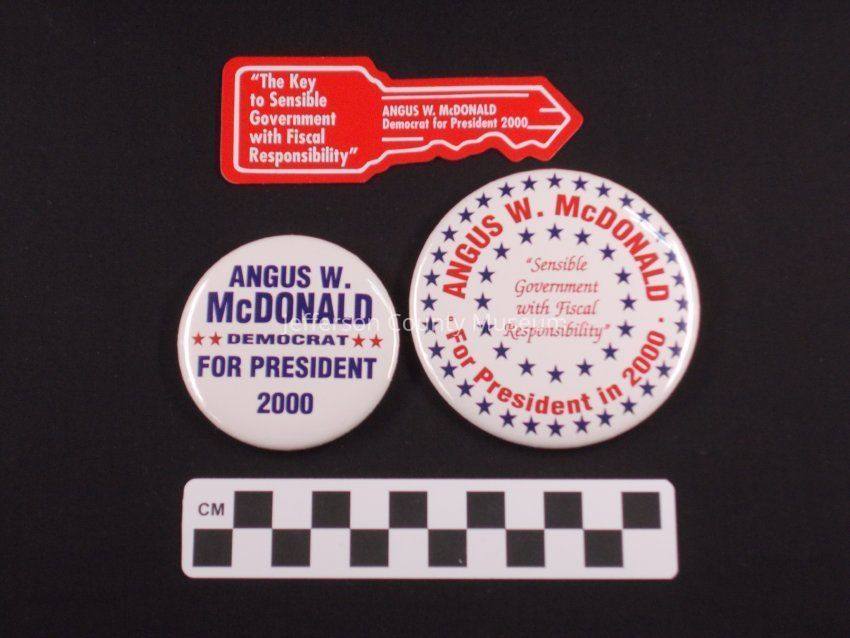 "The Key
to Sensible
Government
with Fiscal
Responsibility"
ANGUS W. McDONALD
Democrat for President 2000
ANGUS W.
McDONALD
★★ DEMOCRAT ★★
FOR PRESIDENT
2000
ANGUS W. McDONALD
"Sensible
Government
with Fiscal
Responsibility"
· For President in 2000 ·
Jefferson County Museum
CM